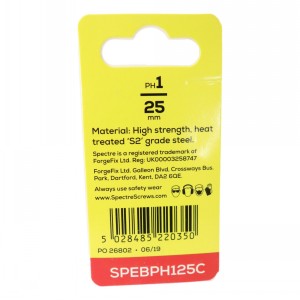 PH1
25
mm
Material: High strength, heat
treated 'S2' grade steel.
Spectre is a registered trademark of
ForgeFix Ltd. Reg: UK00003258747
ForgeFix Ltd. Galleon Blvd, Crossways Bus.
Park, Dartford, Kent, DA2 6QE.
Always use safety wear
www.SpectreScrews.com
5 028485 220350
PO 26802 • 06/19
SPEBPH125C